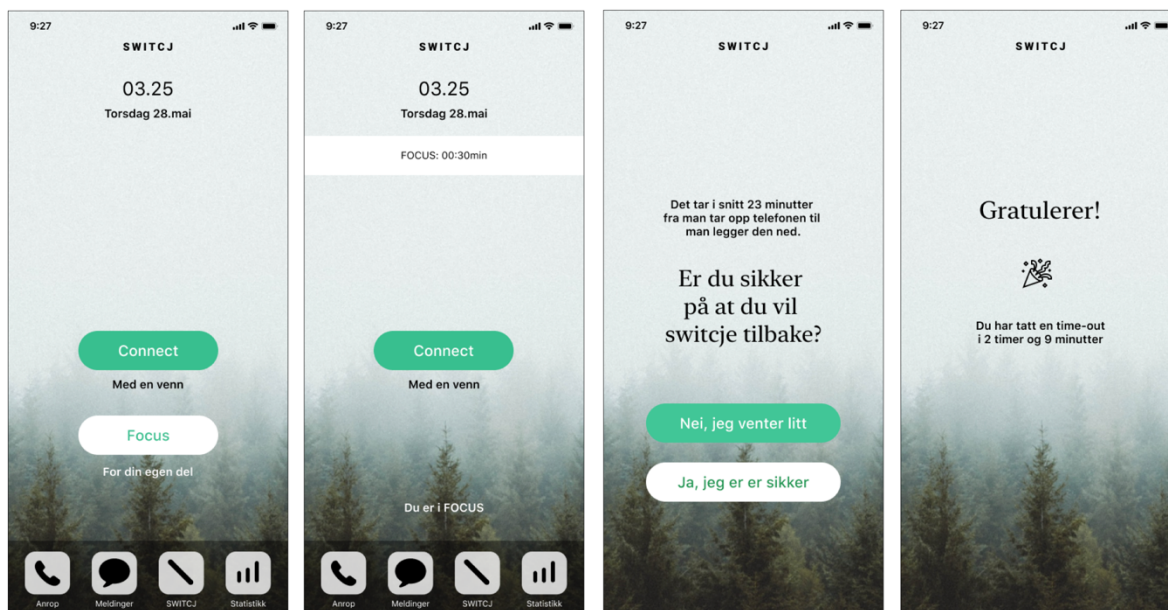 9:27
SWITCJ
03.25
Torsdag 28.mai
Connect
Med en venn
Focus
For din egen del
Anrop
Meldinger
SWITCJ
Statistikk
9:27
SWITCJ
03.25
Torsdag 28.mai
FOCUS: 00:30min
Connect
Med en venn
Du er i FOCUS
Anrop
Meldinger
SWITCJ
Statistikk
9:27
SWITCJ
Det tar i snitt 23 minutter
fra man tar opp telefonen til
man legger den ned.
Er du sikker
på at du vil
switcje tilbake?
Nei, jeg venter litt
Ja, jeg er er sikker
9:27
SWITCJ
Gratulerer!
Du har tatt en time-out
i 2 timer og 9 minutter